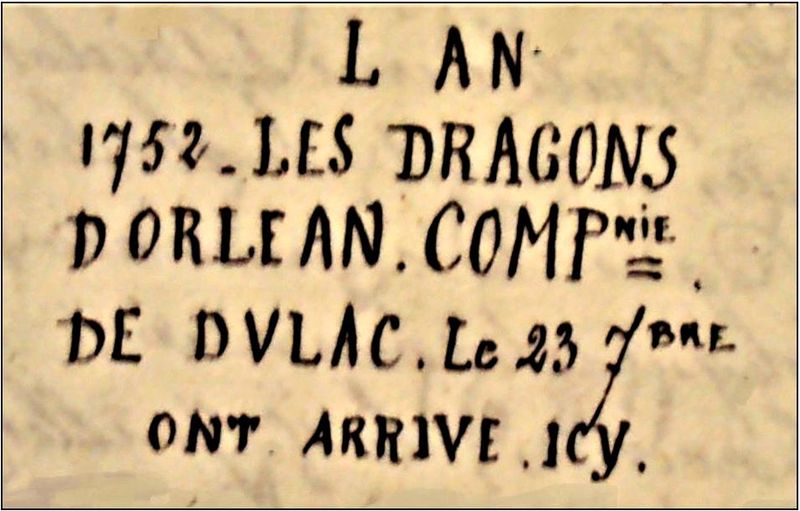 L AN
1752. LES DRAGONS
DORLEAN. COMPNIE.
DE DVLAC. Le 23 7BRE
ONT ARRIVE. ICY.